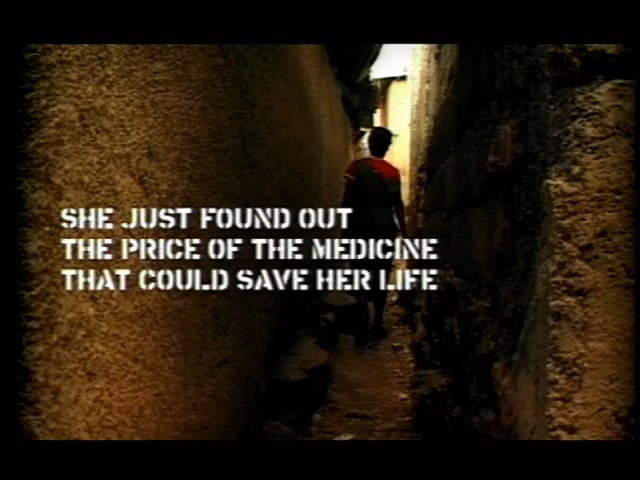 SHE JUST FOUND OUT
THE PRICE OF THE MEDICINE
THAT COULD SAVE HER LIFE